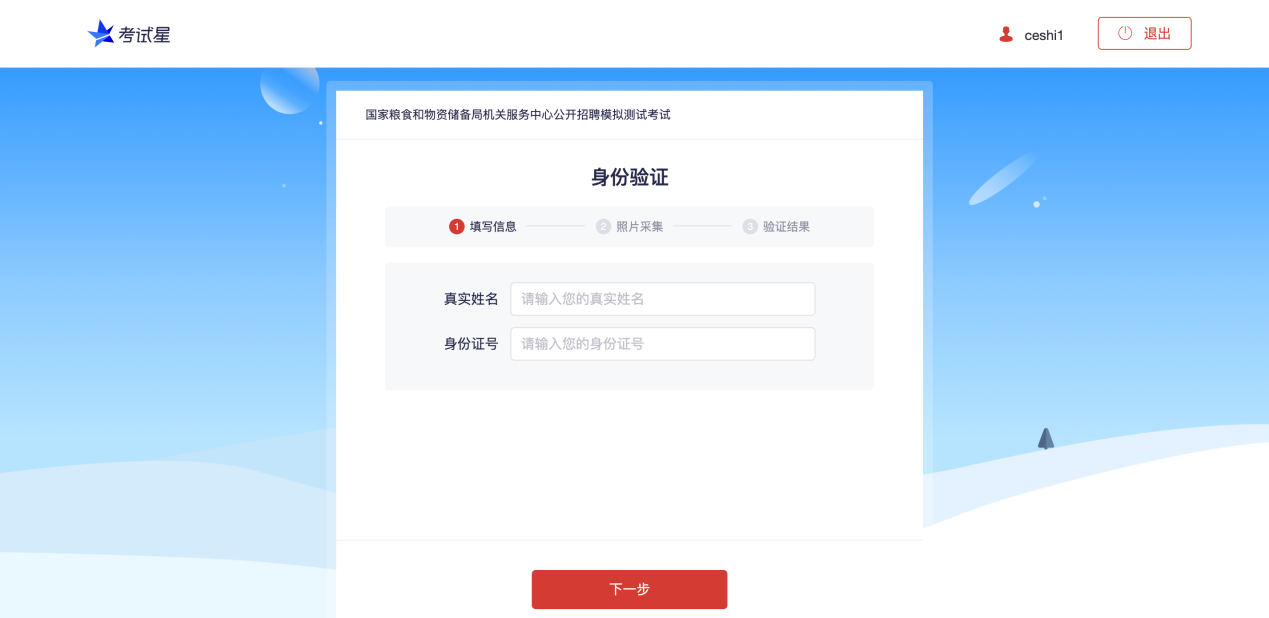 考试星
ceshi1
退出
国家粮食和物资储备局机关服务中心公开招聘模拟测试考试
身份验证
1 填写信息 2 照片采集 3 验证结果
真实姓名 请输入您的真实姓名
身份证号 请输入您的身份证号
下一步